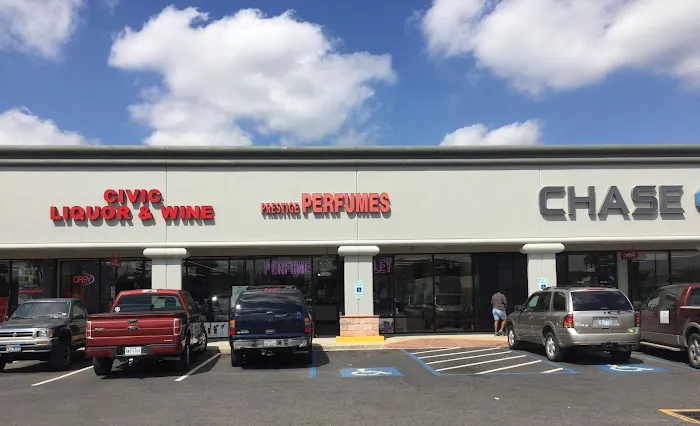 CIVIC
LIQUOR & WINE
PRESTIGE PERFUMES
CHASE
OPEN
PERFUME
LEY